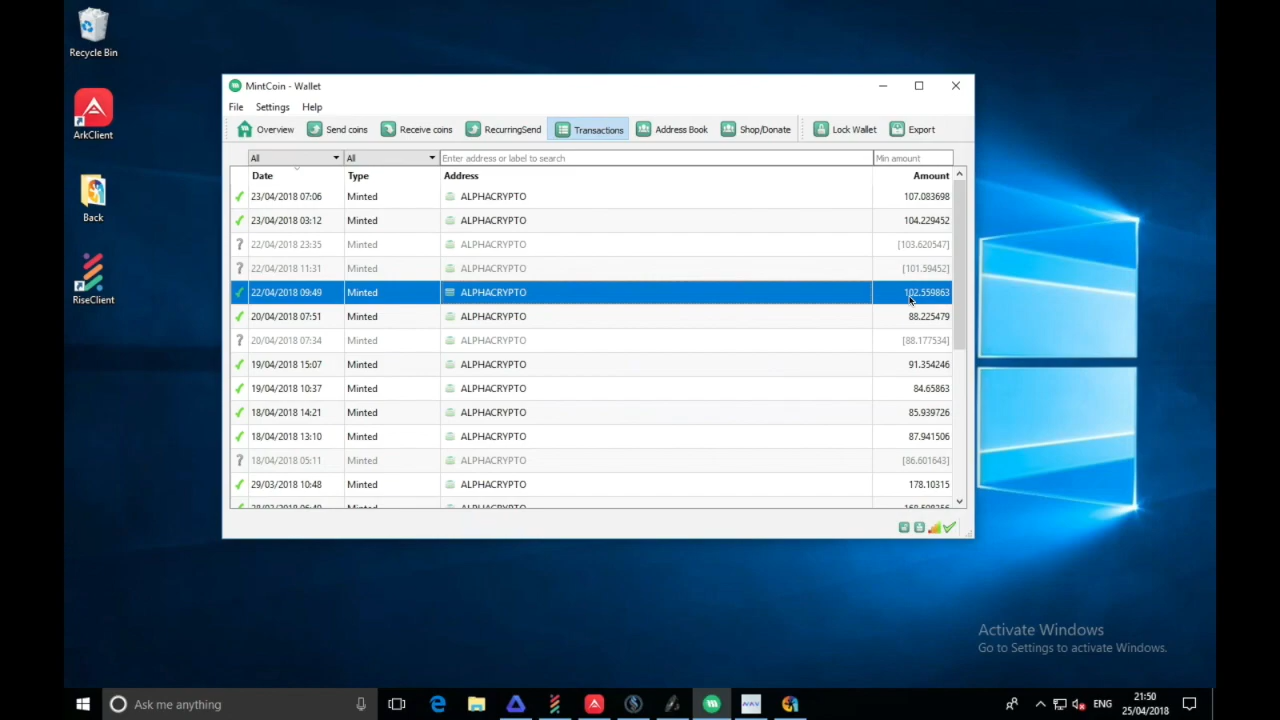 Recycle Bin
ArkClient
Back
RiseClient
MintCoin - Wallet
File Settings Help
Overview Send coins Receive coins RecurringSend Transactions Address Book Shop/Donate Lock Wallet Export
All All Enter address or label to search Min amount
Date Type Address Amount
23/04/2018 07:06 Minted ALPHACRYPTO 107.083698
23/04/2018 03:12 Minted ALPHACRYPTO 104.229452
? 22/04/2018 23:35 Minted ALPHACRYPTO [103.620547]
? 22/04/2018 11:31 Minted ALPHACRYPTO [101.59452]
22/04/2018 09:49 Minted ALPHACRYPTO 102.559863
20/04/2018 07:51 Minted ALPHACRYPTO 88.225479
? 20/04/2018 07:34 Minted ALPHACRYPTO [88.177534]
19/04/2018 15:07 Minted ALPHACRYPTO 91.354246
19/04/2018 10:37 Minted ALPHACRYPTO 84.65863
18/04/2018 14:21 Minted ALPHACRYPTO 85.939726
18/04/2018 13:10 Minted ALPHACRYPTO 87.941506
? 18/04/2018 05:11 Minted ALPHACRYPTO [86.601643]
29/03/2018 10:48 Minted ALPHACRYPTO 178.10315
Minted ALPHACRYPTO
Activate Windows
Go to Settings to activate Windows.
Ask me anything
NAV
ENG
21:50
25/04/2018